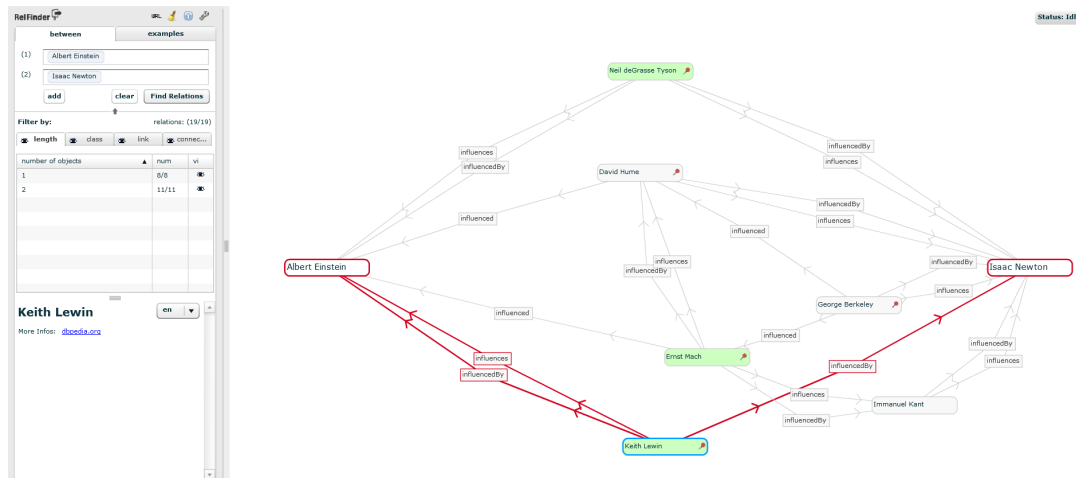 RelFinder
URL
between
examples
(1)
Albert Einstein
(2)
Isaac Newton
add
clear
Find Relations
Filter by:
relations: (19/19)
length
class
link
connec...
number of objects
num
vi
1
8/8
2
11/11
Keith Lewin
en
More Infos: dbpedia.org
Status: Idl
Neil deGrasse Tyson
influences
influencedBy
influencedBy
influences
David Hume
influencedBy
influences
influenced
influenced
Albert Einstein
influences
influencedBy
influencedBy
Isaac Newton
influences
George Berkeley
influenced
influenced
influencedBy
Ernst Mach
influences
influences
influencedBy
influencedBy
influences
Immanuel Kant
influencedBy
Keith Lewin